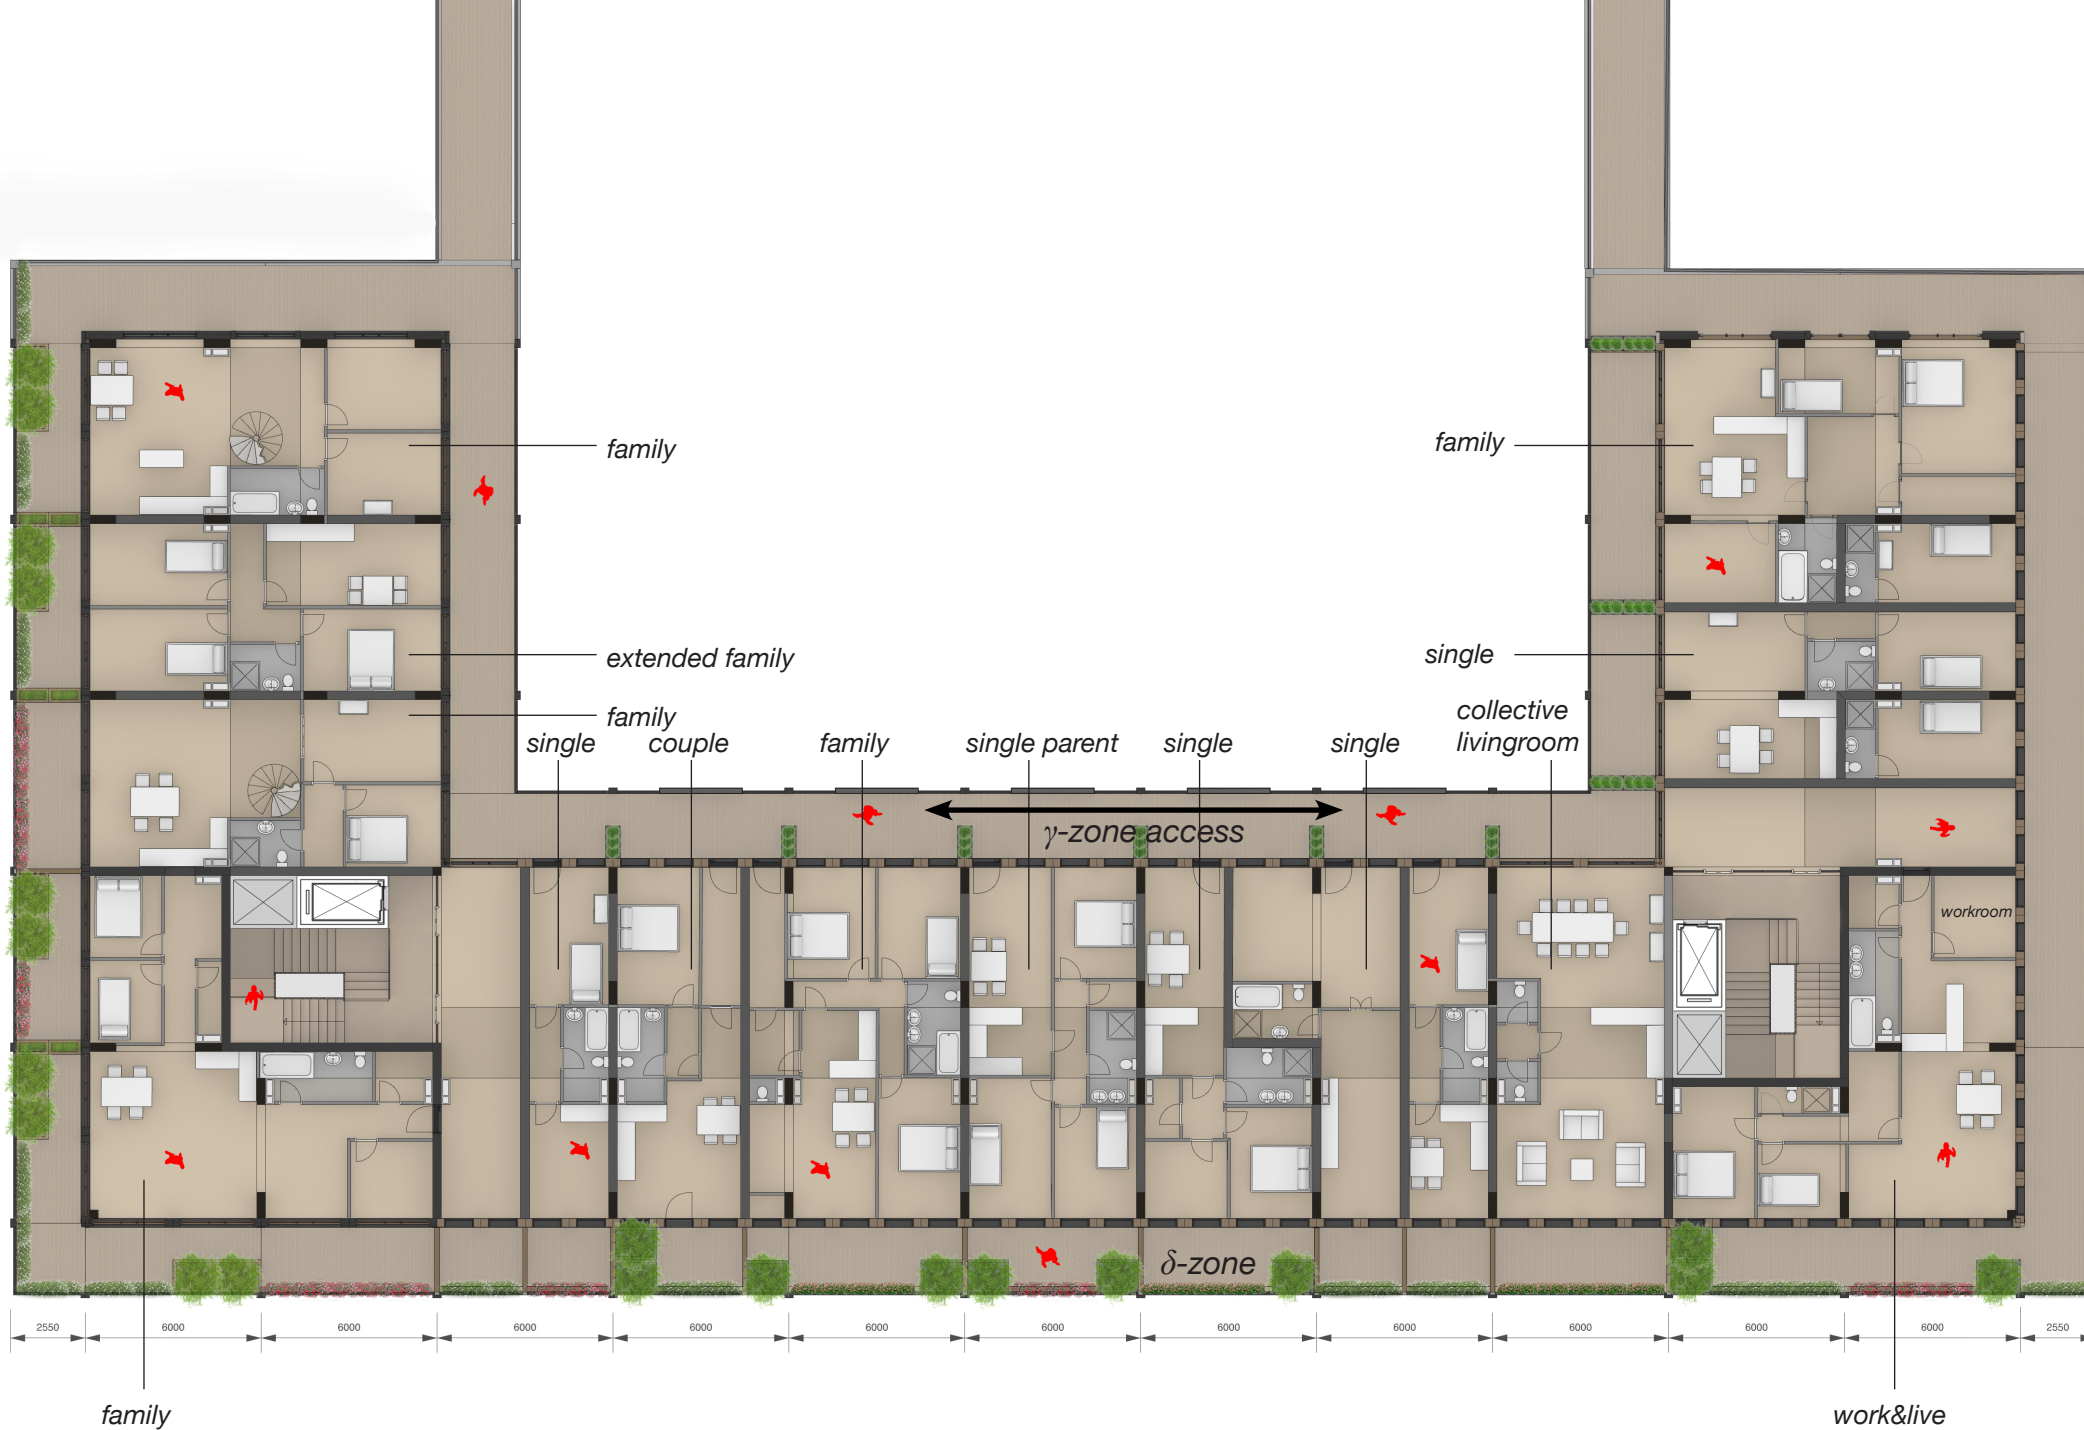 family
family
extended family
single
family
collective
livingroom
single
couple
family
single parent
single
single
γ-zone access
workroom
δ-zone
2550
6000
6000
6000
6000
6000
6000
6000
6000
6000
6000
6000
2550
family
work&live